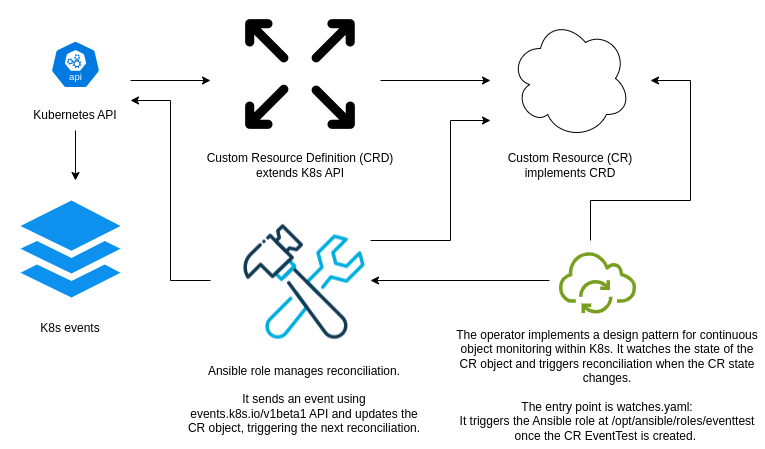 api
Kubernetes API
Custom Resource Definition (CRD)
extends K8s API
Custom Resource (CR)
implements CRD
K8s events
Ansible role manages reconciliation.
It sends an event using
events.k8s.io/v1beta1 API and updates the
CR object, triggering the next reconciliation.
The operator implements a design pattern for continuous
object monitoring within K8s. It watches the state of the
CR object and triggers reconciliation when the CR state
changes.
The entry point is watches.yaml:
It triggers the Ansible role at /opt/ansible/roles/eventtest
once the CR EventTest is created.